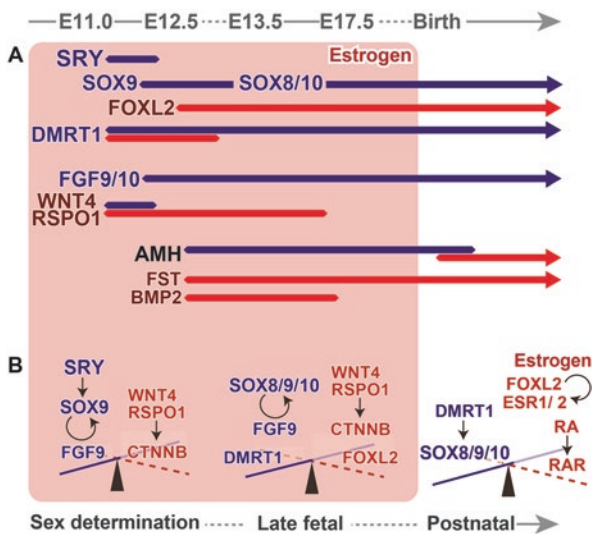 E11.0 E12.5 E13.5 E17.5 Birth
A
SRY Estrogen
SOX9 SOX8/10
FOXL2
DMRT1
FGF9/10
WNT4
RSPO1
AMH
FST
BMP2
B
SRY
SOX9
FGF9
WNT4
RSPO1
CTNNB
SOX8/9/10
FGF9
DMRT1
WNT4
RSPO1
CTNNB
FOXL2
DMRT1
SOX8/9/10
Estrogen
FOXL2
ESR1/ 2
RA
RAR
Sex determination Late fetal Postnatal